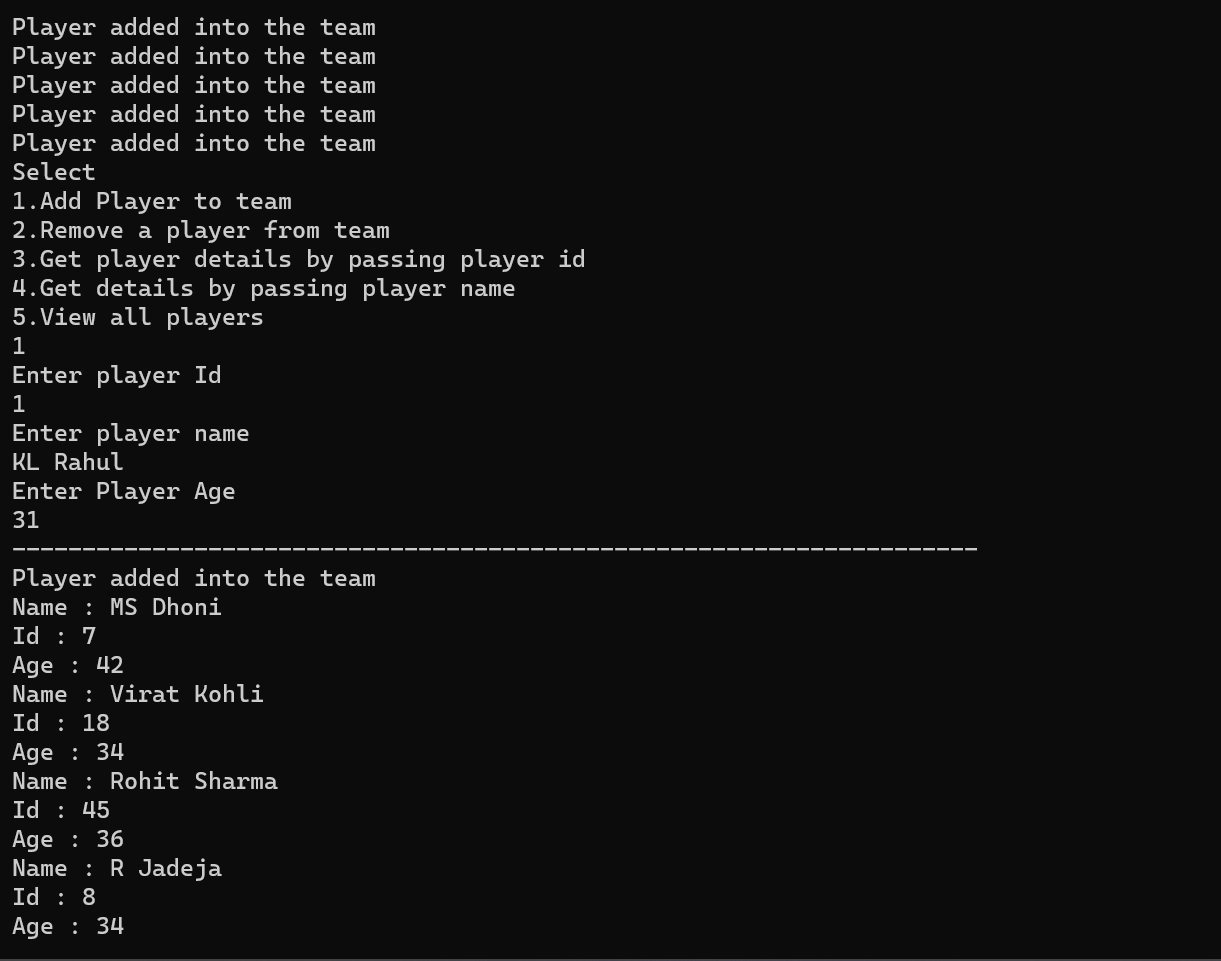 Player added into the team
Player added into the team
Player added into the team
Player added into the team
Player added into the team
Select
1.Add Player to team
2.Remove a player from team
3.Get player details by passing player id
4.Get details by passing player name
5.View all players
1
Enter player Id
1
Enter player name
KL Rahul
Enter Player Age
31
---------------------------------------------------------------------
Player added into the team
Name : MS Dhoni
Id : 7
Age : 42
Name : Virat Kohli
Id : 18
Age : 34
Name : Rohit Sharma
Id : 45
Age : 36
Name : R Jadeja
Id : 8
Age : 34